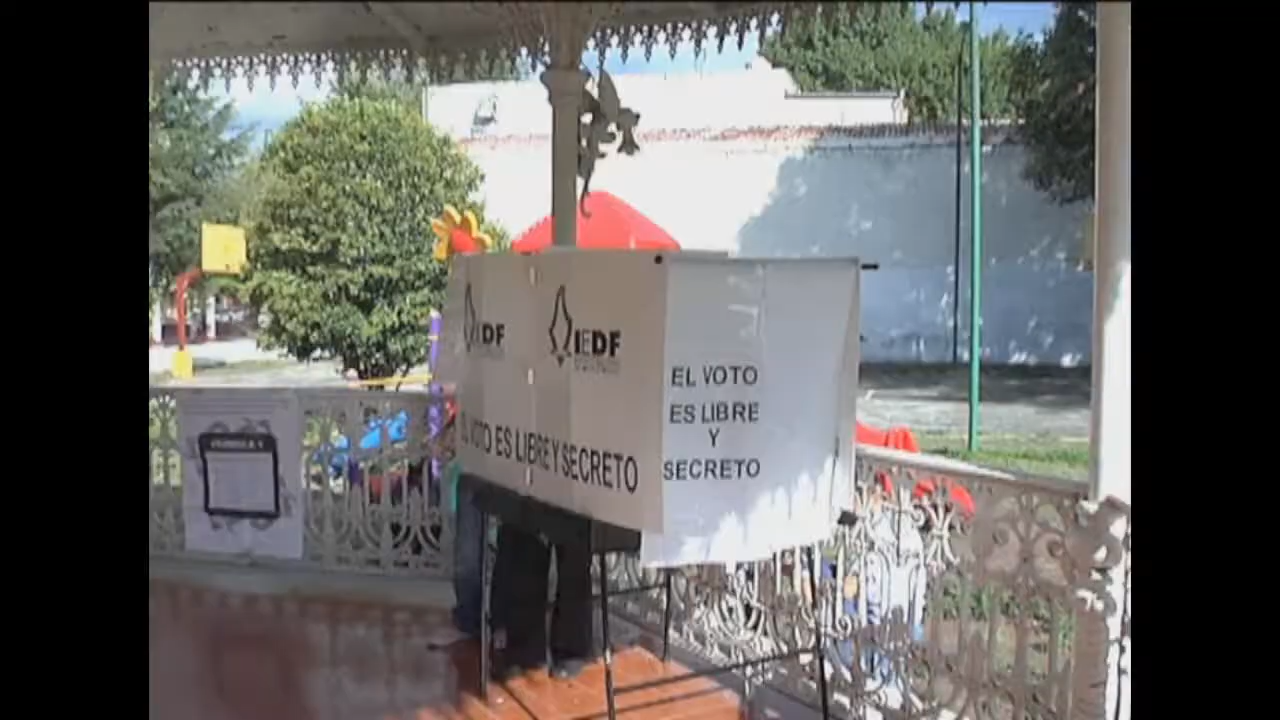 IEDF
IEDF
EL VOTO ES LIBRE Y SECRETO
EL VOTO
ES LIBRE
Y
SECRETO